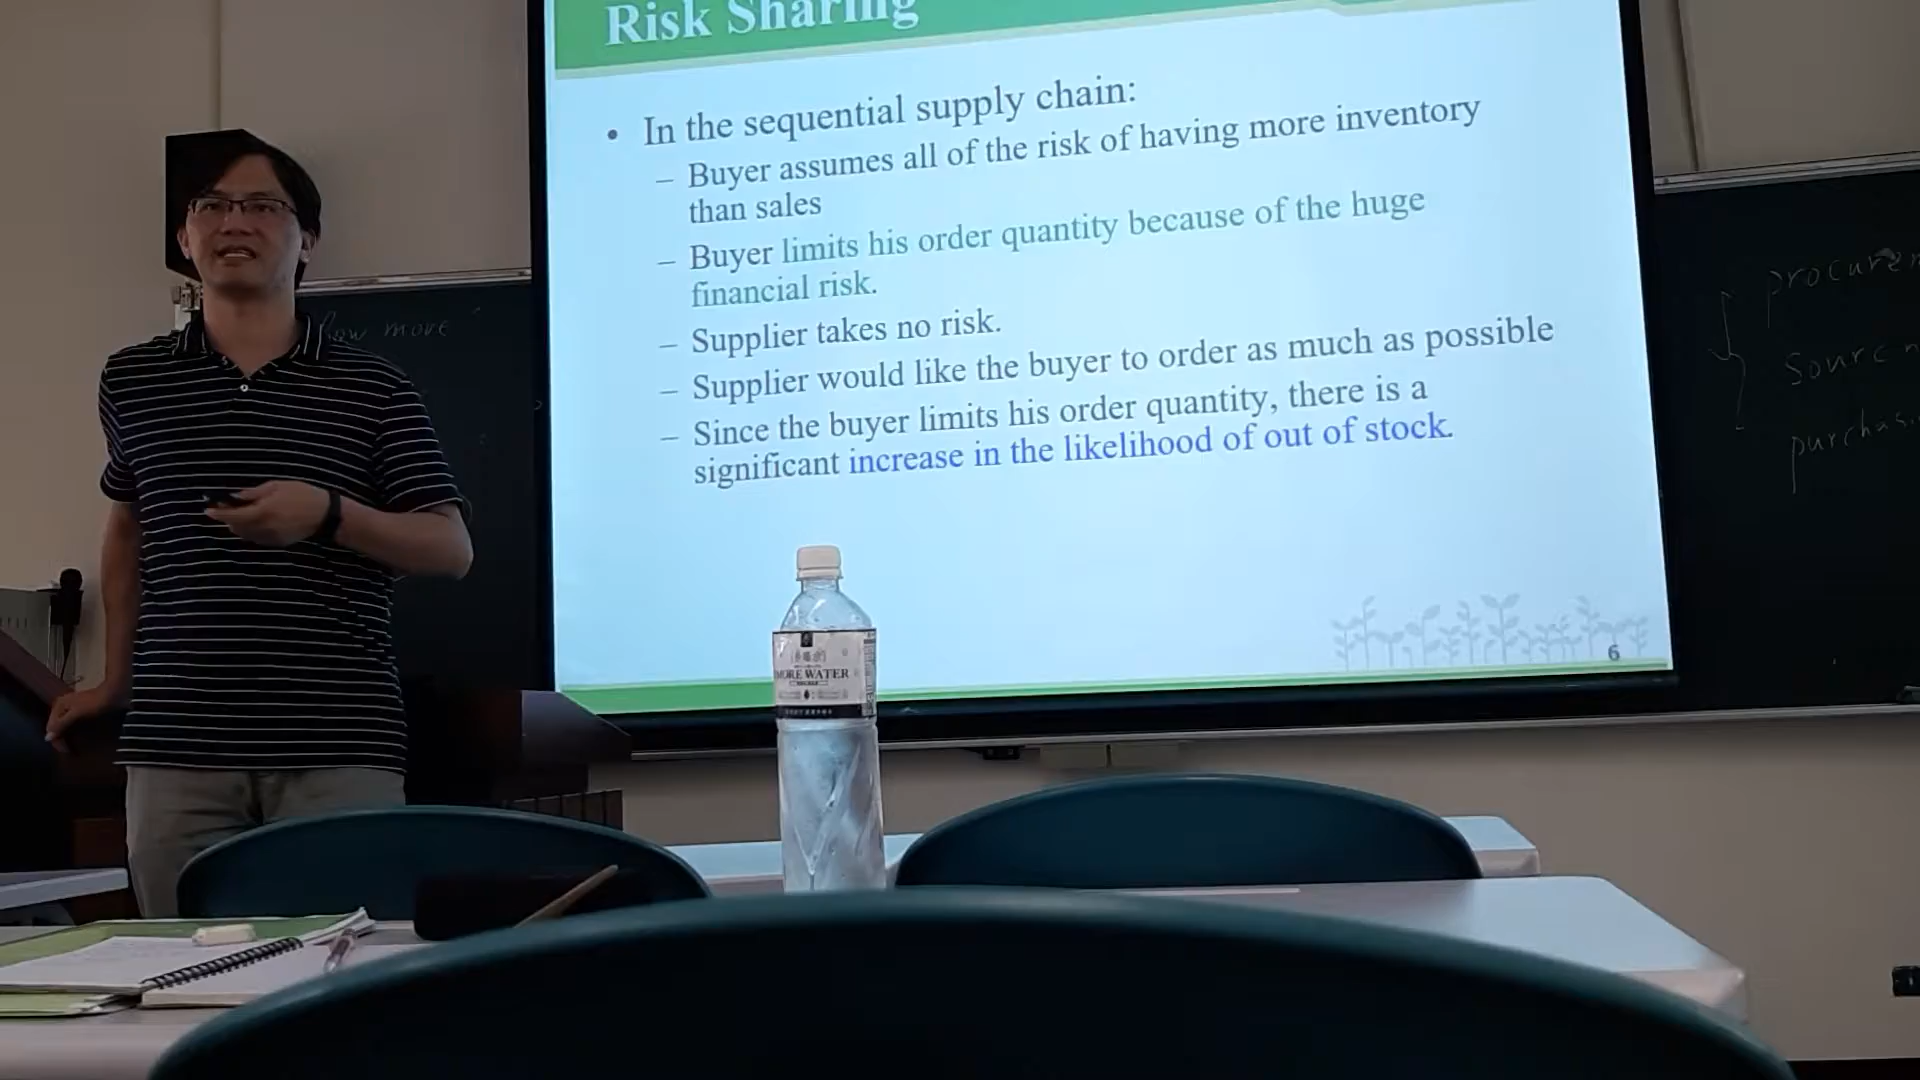 Risk Sharing
• In the sequential supply chain:
– Buyer assumes all of the risk of having more inventory
than sales
– Buyer limits his order quantity because of the huge
financial risk.
– Supplier takes no risk.
– Supplier would like the buyer to order as much as possible
– Since the buyer limits his order quantity, there is a
significant increase in the likelihood of out of stock.
6
more
MORE WATER